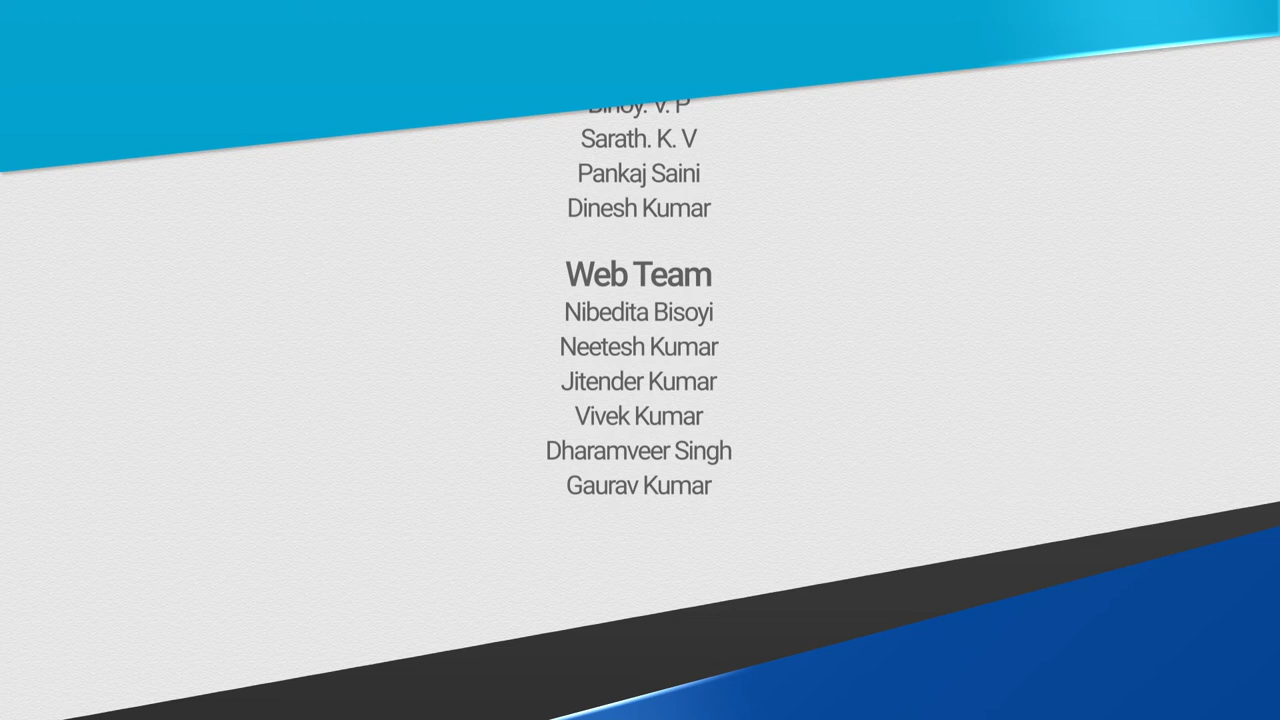 Binoy. V. P
Sarath. K. V
Pankaj Saini
Dinesh Kumar
Web Team
Nibedita Bisoyi
Neetesh Kumar
Jitender Kumar
Vivek Kumar
Dharamveer Singh
Gaurav Kumar